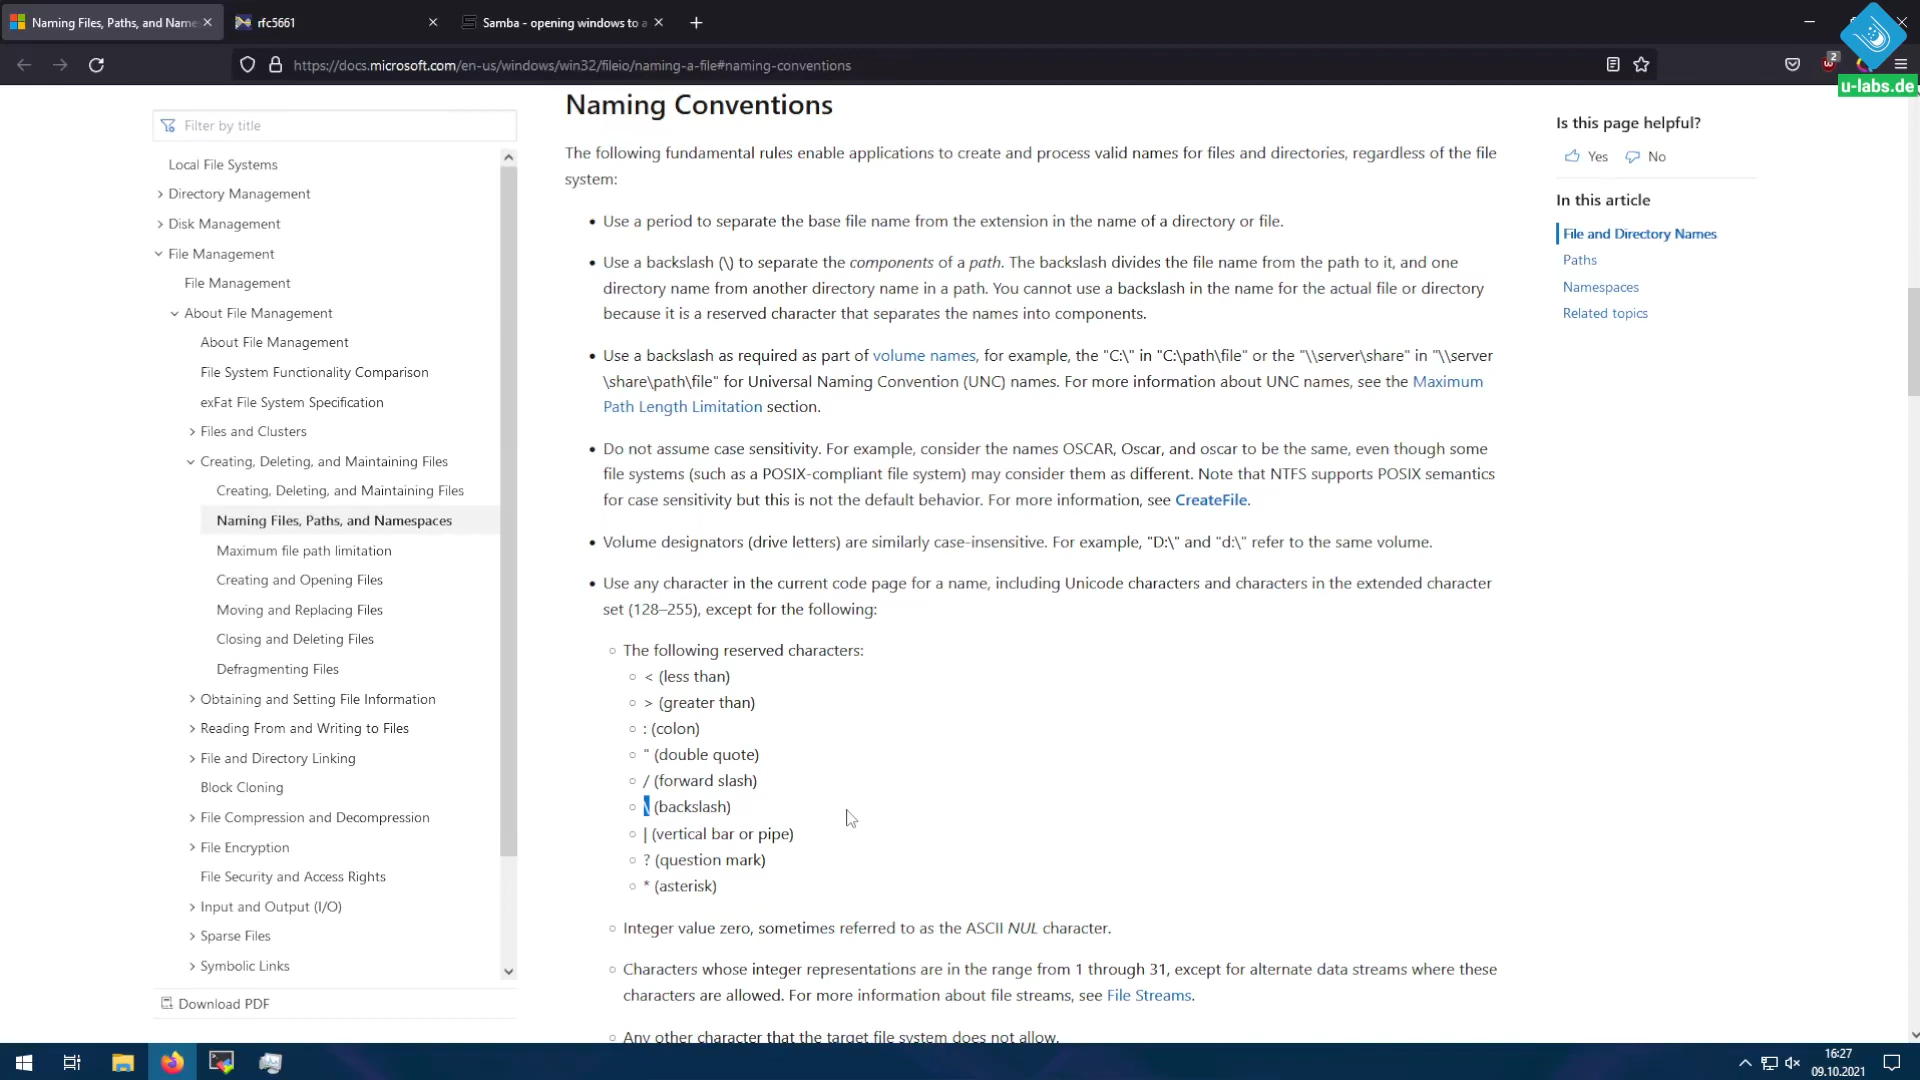 Naming Files, Paths, and Name
rfc5661
Samba - opening windows to a
https://docs.microsoft.com/en-us/windows/win32/fileio/naming-a-file#naming-conventions
2
u-labs.de
Filter by title
Local File Systems
Directory Management
Disk Management
File Management
File Management
About File Management
About File Management
File System Functionality Comparison
exFat File System Specification
Files and Clusters
Creating, Deleting, and Maintaining Files
Creating, Deleting, and Maintaining Files
Naming Files, Paths, and Namespaces
Maximum file path limitation
Creating and Opening Files
Moving and Replacing Files
Closing and Deleting Files
Defragmenting Files
Obtaining and Setting File Information
Reading From and Writing to Files
File and Directory Linking
Block Cloning
File Compression and Decompression
File Encryption
File Security and Access Rights
Input and Output (I/O)
Sparse Files
Symbolic Links
Download PDF
Naming Conventions
The following fundamental rules enable applications to create and process valid names for files and directories, regardless of the file
system:
• Use a period to separate the base file name from the extension in the name of a directory or file.
• Use a backslash (\) to separate the components of a path. The backslash divides the file name from the path to it, and one
directory name from another directory name in a path. You cannot use a backslash in the name for the actual file or directory
because it is a reserved character that separates the names into components.
• Use a backslash as required as part of volume names, for example, the "C:\" in "C:\path\file" or the "\\server\share" in "\\server
\share\path\file" for Universal Naming Convention (UNC) names. For more information about UNC names, see the Maximum
Path Length Limitation section.
• Do not assume case sensitivity. For example, consider the names OSCAR, Oscar, and oscar to be the same, even though some
file systems (such as a POSIX-compliant file system) may consider them as different. Note that NTFS supports POSIX semantics
for case sensitivity but this is not the default behavior. For more information, see CreateFile.
• Volume designators (drive letters) are similarly case-insensitive. For example, "D:\" and "d:\" refer to the same volume.
• Use any character in the current code page for a name, including Unicode characters and characters in the extended character
set (128–255), except for the following:
○ The following reserved characters:
○ < (less than)
○ > (greater than)
○ : (colon)
○ " (double quote)
○ / (forward slash)
○ \ (backslash)
○ | (vertical bar or pipe)
○ ? (question mark)
○ * (asterisk)
○ Integer value zero, sometimes referred to as the ASCII NUL character.
○ Characters whose integer representations are in the range from 1 through 31, except for alternate data streams where these
characters are allowed. For more information about file streams, see File Streams.
○ Any other character that the target file system does not allow.
Is this page helpful?
Yes No
In this article
File and Directory Names
Paths
Namespaces
Related topics
16:27
09.10.2021